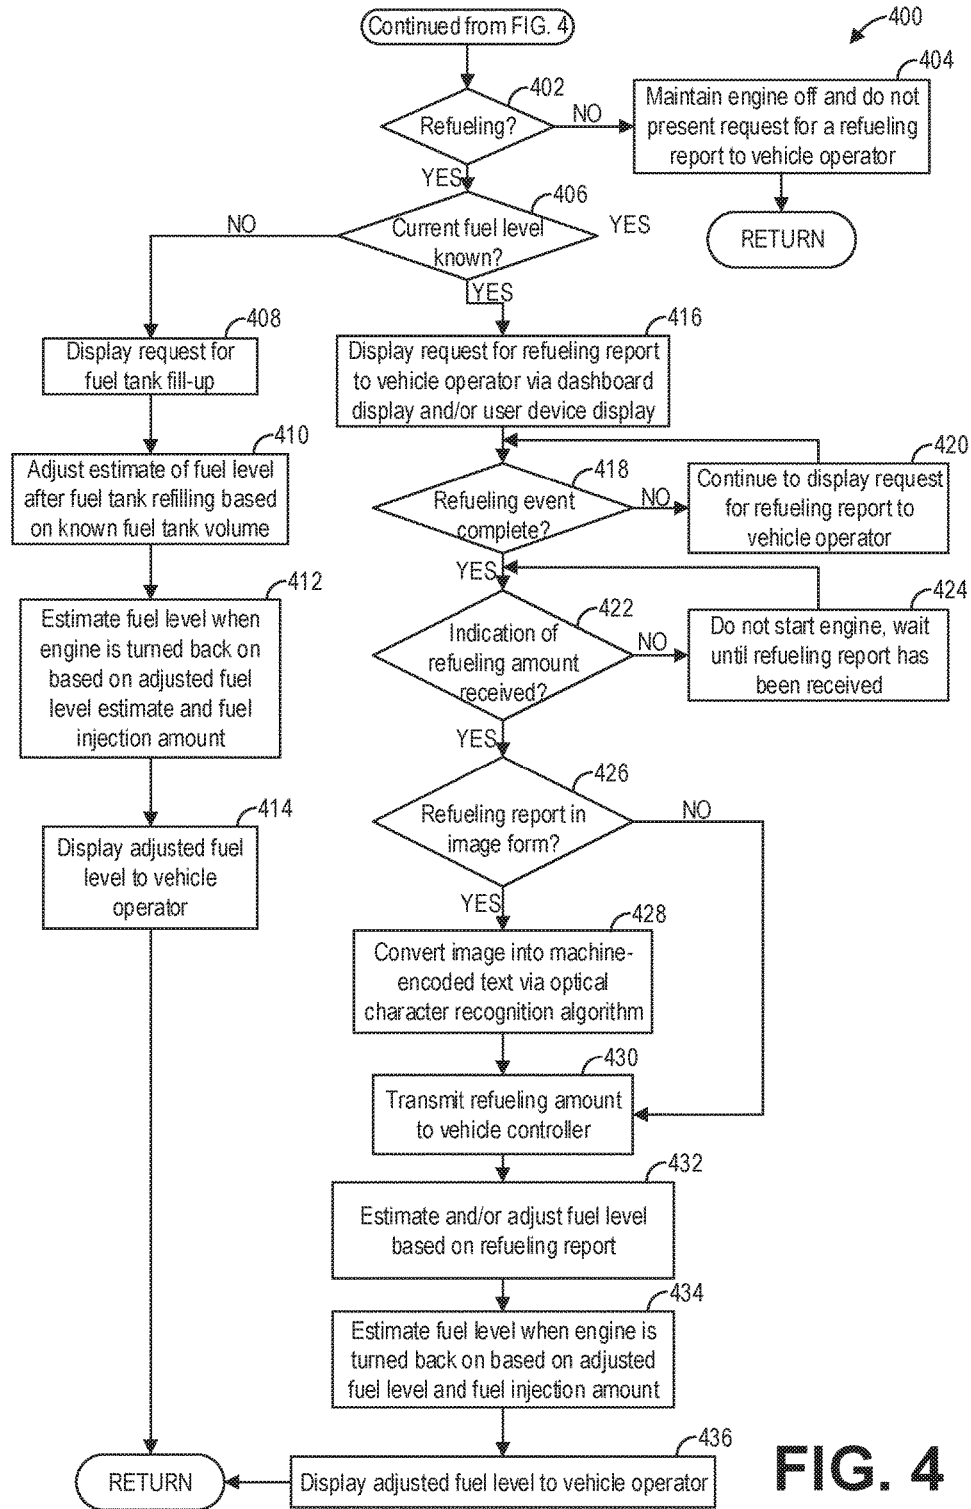 Continued from FIG. 4
400
402
404
Refueling?
NO
Maintain engine off and do not
present request for a refueling
report to vehicle operator
YES
406
RETURN
NO
Current fuel level
known?
YES
YES
408
Display request for
fuel tank fill-up
416
Display request for refueling report
to vehicle operator via dashboard
display and/or user device display
410
Adjust estimate of fuel level
after fuel tank refilling based
on known fuel tank volume
418
Refueling event
complete?
NO
420
Continue to display request
for refueling report to
vehicle operator
YES
412
Estimate fuel level when
engine is turned back on
based on adjusted fuel
level estimate and fuel
injection amount
422
Indication of
refueling amount
received?
NO
424
Do not start engine, wait
until refueling report has
been received
YES
414
Display adjusted fuel
level to vehicle
operator
426
Refueling report in
image form?
NO
YES
428
Convert image into machine-
encoded text via optical
character recognition algorithm
430
Transmit refueling amount
to vehicle controller
432
Estimate and/or adjust fuel level
based on refueling report
434
Estimate fuel level when engine is
turned back on based on adjusted
fuel level and fuel injection amount
436
Display adjusted fuel level to vehicle operator
RETURN
FIG. 4